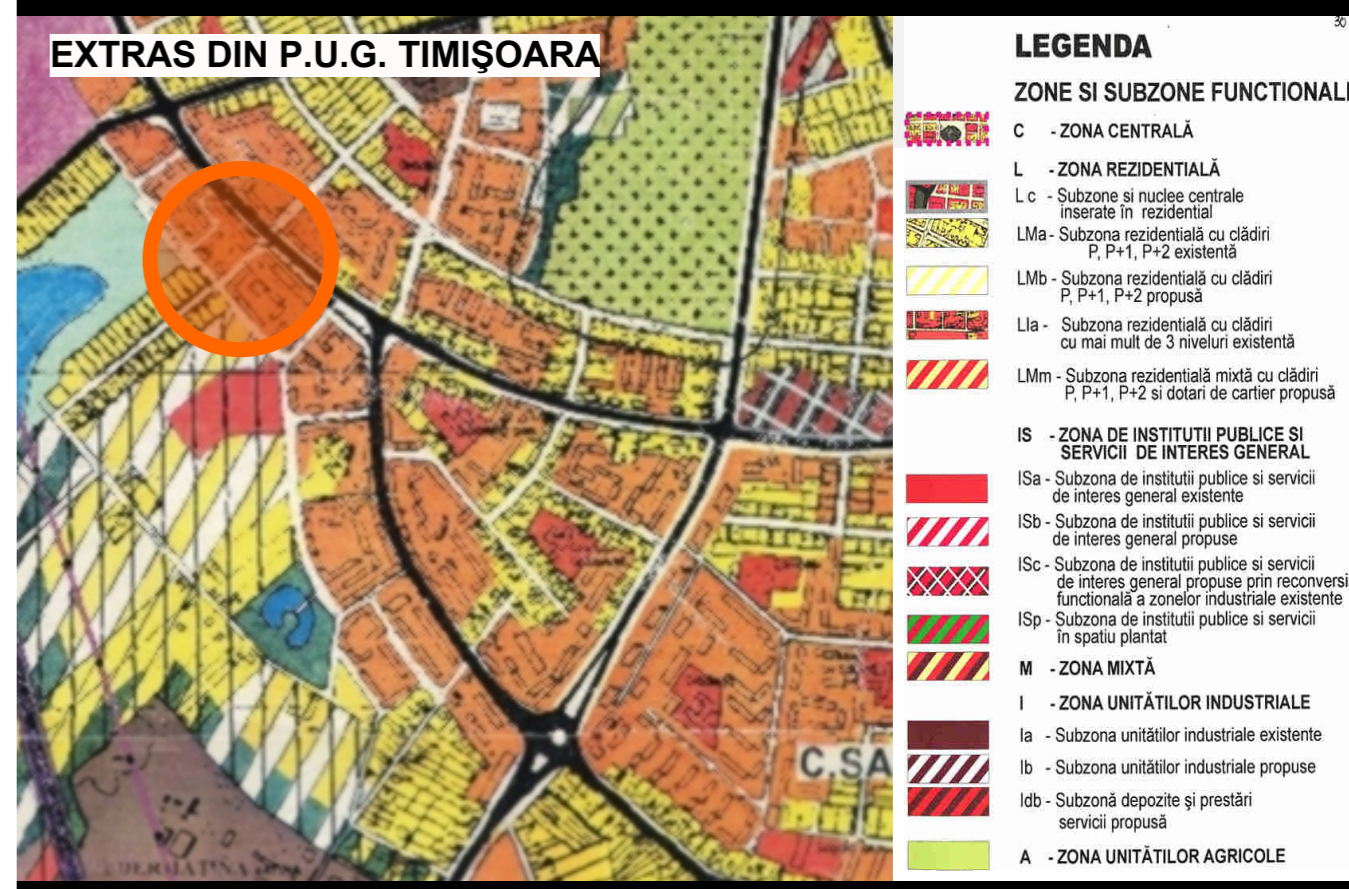 EXTRAS DIN P.U.G. TIMIŞOARA
C.SA
30
LEGENDA
ZONE SI SUBZONE FUNCTIONAL
C - ZONA CENTRALĂ
L - ZONA REZIDENTIALĂ
L c - Subzone si nuclee centrale
inserate în rezidential
LMa - Subzona rezidentială cu clădiri
P, P+1, P+2 existentă
LMb - Subzona rezidentială cu clădiri
P, P+1, P+2 propusă
LIa - Subzona rezidentială cu clădiri
cu mai mult de 3 niveluri existentă
LMm - Subzona rezidentială mixtă cu clădiri
P, P+1, P+2 si dotari de cartier propusă
IS - ZONA DE INSTITUTII PUBLICE SI
SERVICII DE INTERES GENERAL
ISa - Subzona de institutii publice si servicii
de interes general existente
ISb - Subzona de institutii publice si servicii
de interes general propuse
ISc - Subzona de institutii publice si servicii
de interes general propuse prin reconversi
functională a zonelor industriale existente
ISp - Subzona de institutii publice si servicii
în spatiu plantat
M - ZONA MIXTĂ
I - ZONA UNITĂTILOR INDUSTRIALE
Ia - Subzona unitătilor industriale existente
Ib - Subzona unitătilor industriale propuse
Idb - Subzonă depozite şi prestări
servicii propusă
A - ZONA UNITĂTILOR AGRICOLE